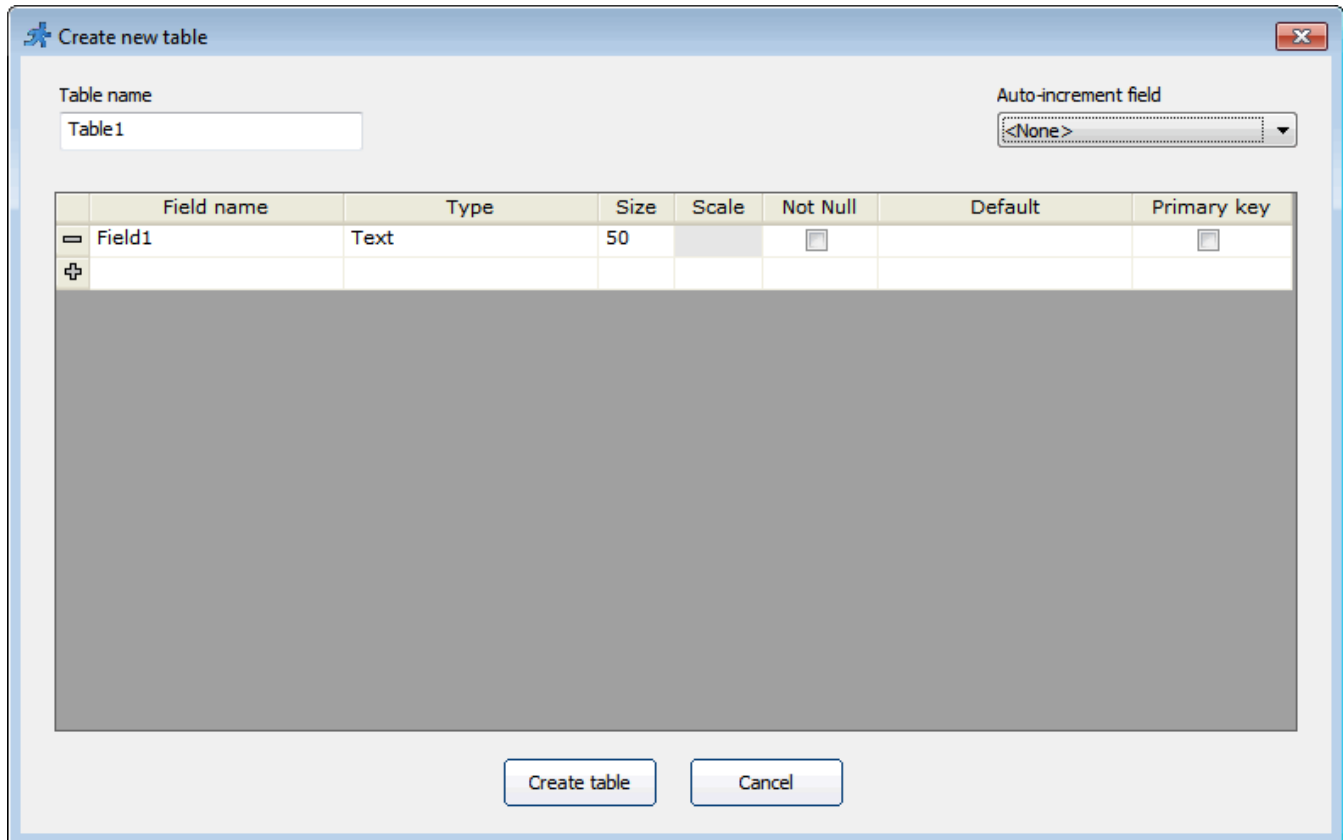 Create new table
Table name Auto-increment field
Table1 <None>
Field name Type Size Scale Not Null Default Primary key
Field1 Text 50
Create table Cancel